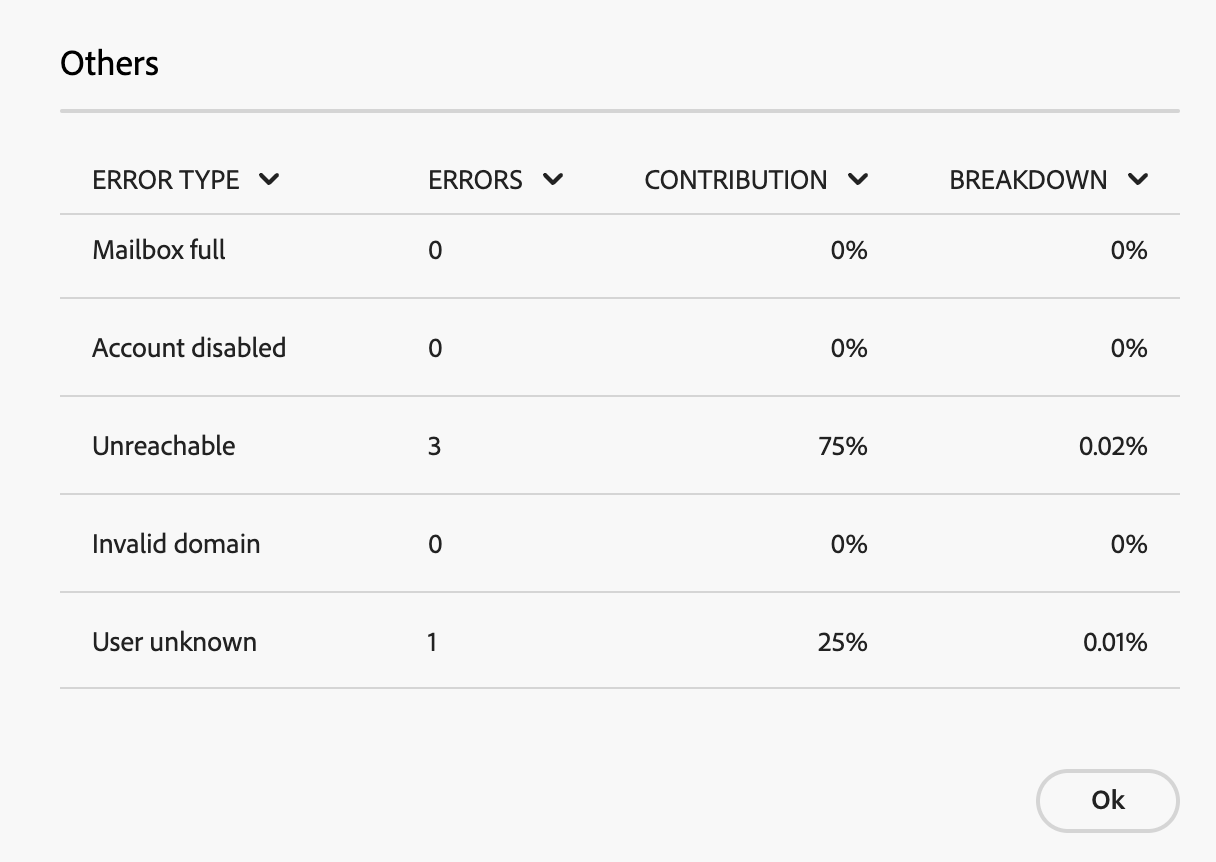 Others
ERROR TYPE ERRORS CONTRIBUTION BREAKDOWN
Mailbox full 0 0% 0%
Account disabled 0 0% 0%
Unreachable 3 75% 0.02%
Invalid domain 0 0% 0%
User unknown 1 25% 0.01%
Ok